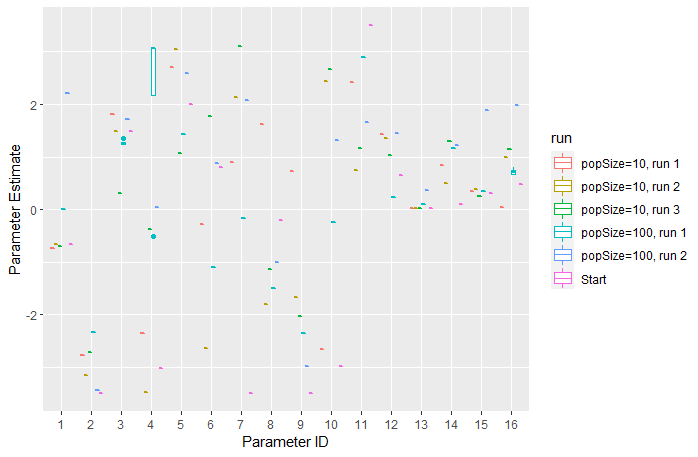 run
popSize=10, run 1
popSize=10, run 2
popSize=10, run 3
popSize=100, run 1
popSize=100, run 2
Start
Parameter Estimate
2
0
-2
1 2 3 4 5 6 7 8 9 10 11 12 13 14 15 16
Parameter ID